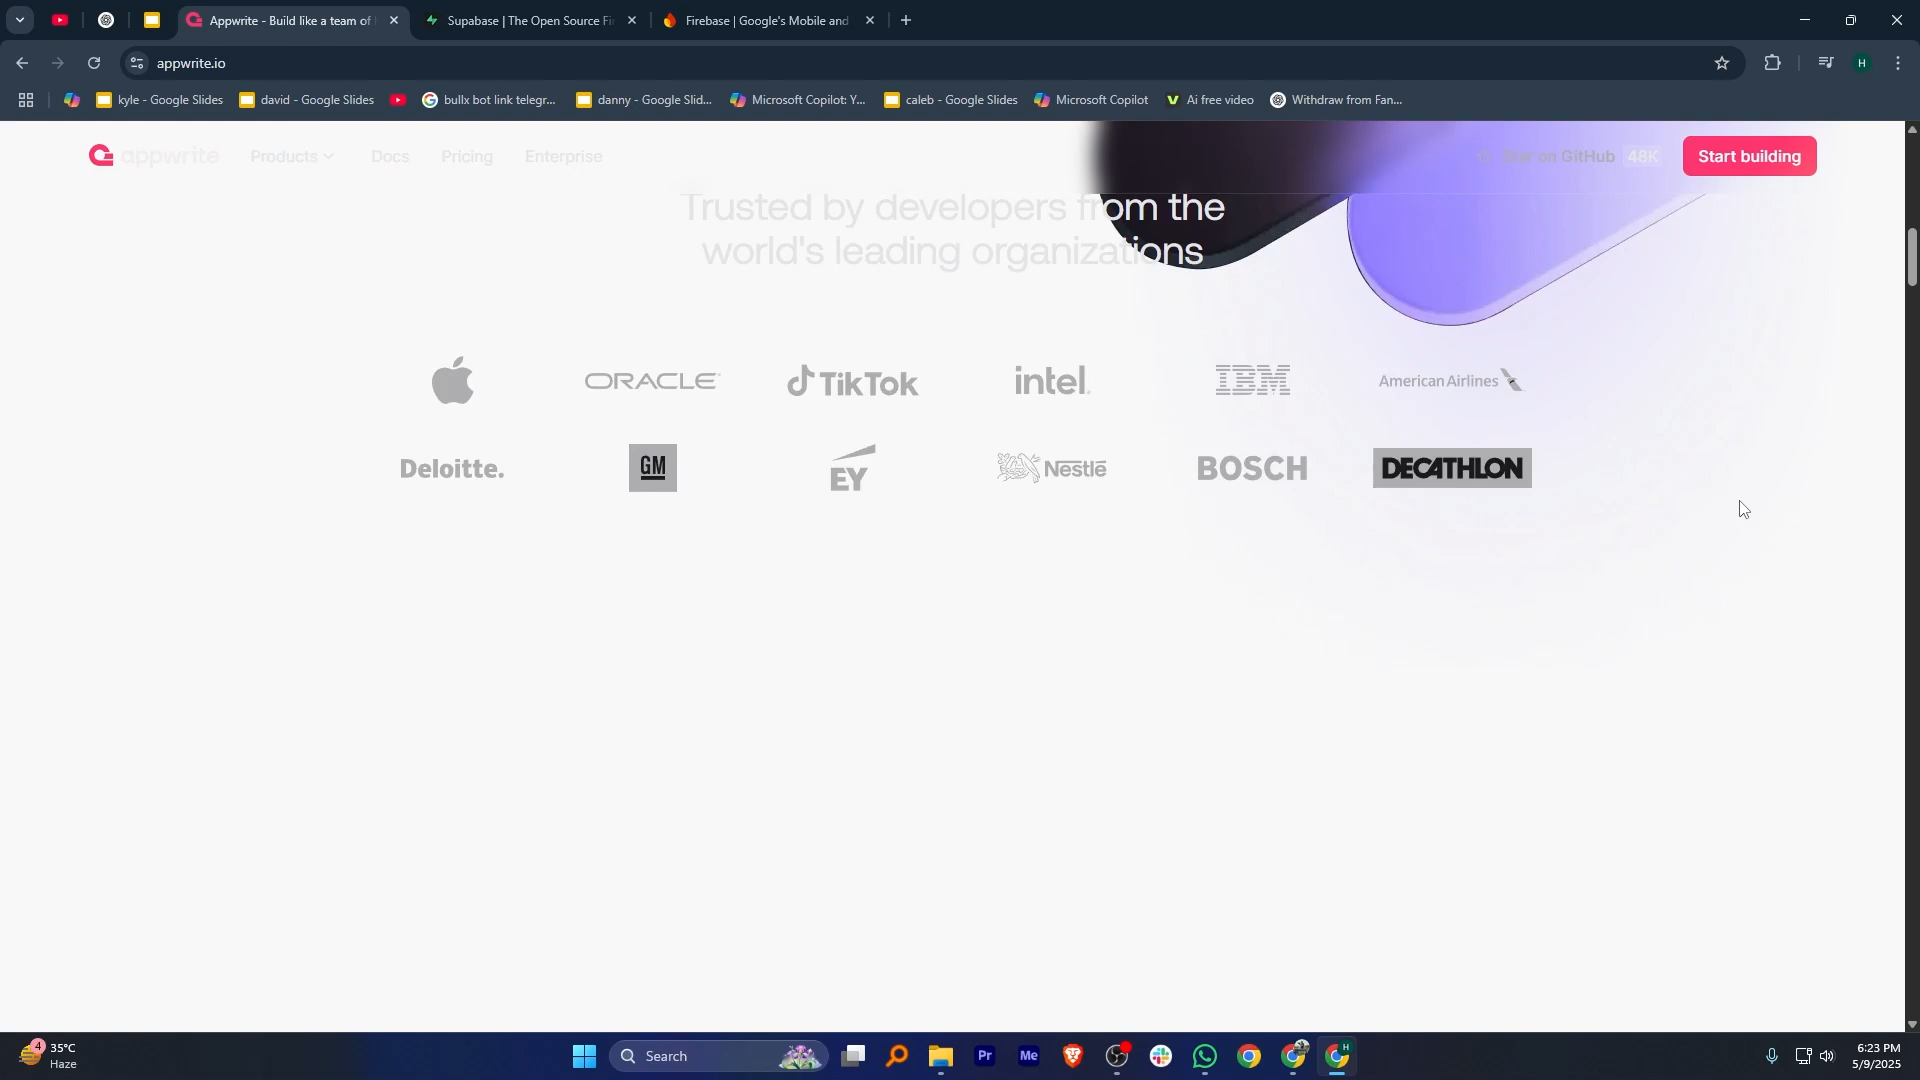 Appwrite - Build like a team of
Supabase | The Open Source Fi
Firebase | Google's Mobile and
appwrite.io
H
kyle - Google Slides
david - Google Slides
bullx bot link telegr...
danny - Google Slid...
Microsoft Copilot: Y...
caleb - Google Slides
Microsoft Copilot
Ai free video
Withdraw from Fan...
appwrite
Products
Docs
Pricing
Enterprise
Star on GitHub
48K
Start building
Trusted by developers from the
world's leading organizations
ORACLE
TikTok
intel.
IBM
American Airlines
Deloitte.
GM
EY
Nestlé
BOSCH
DECATHLON
4
35°C
Haze
Search
Pr
Me
H
6:23 PM
5/9/2025